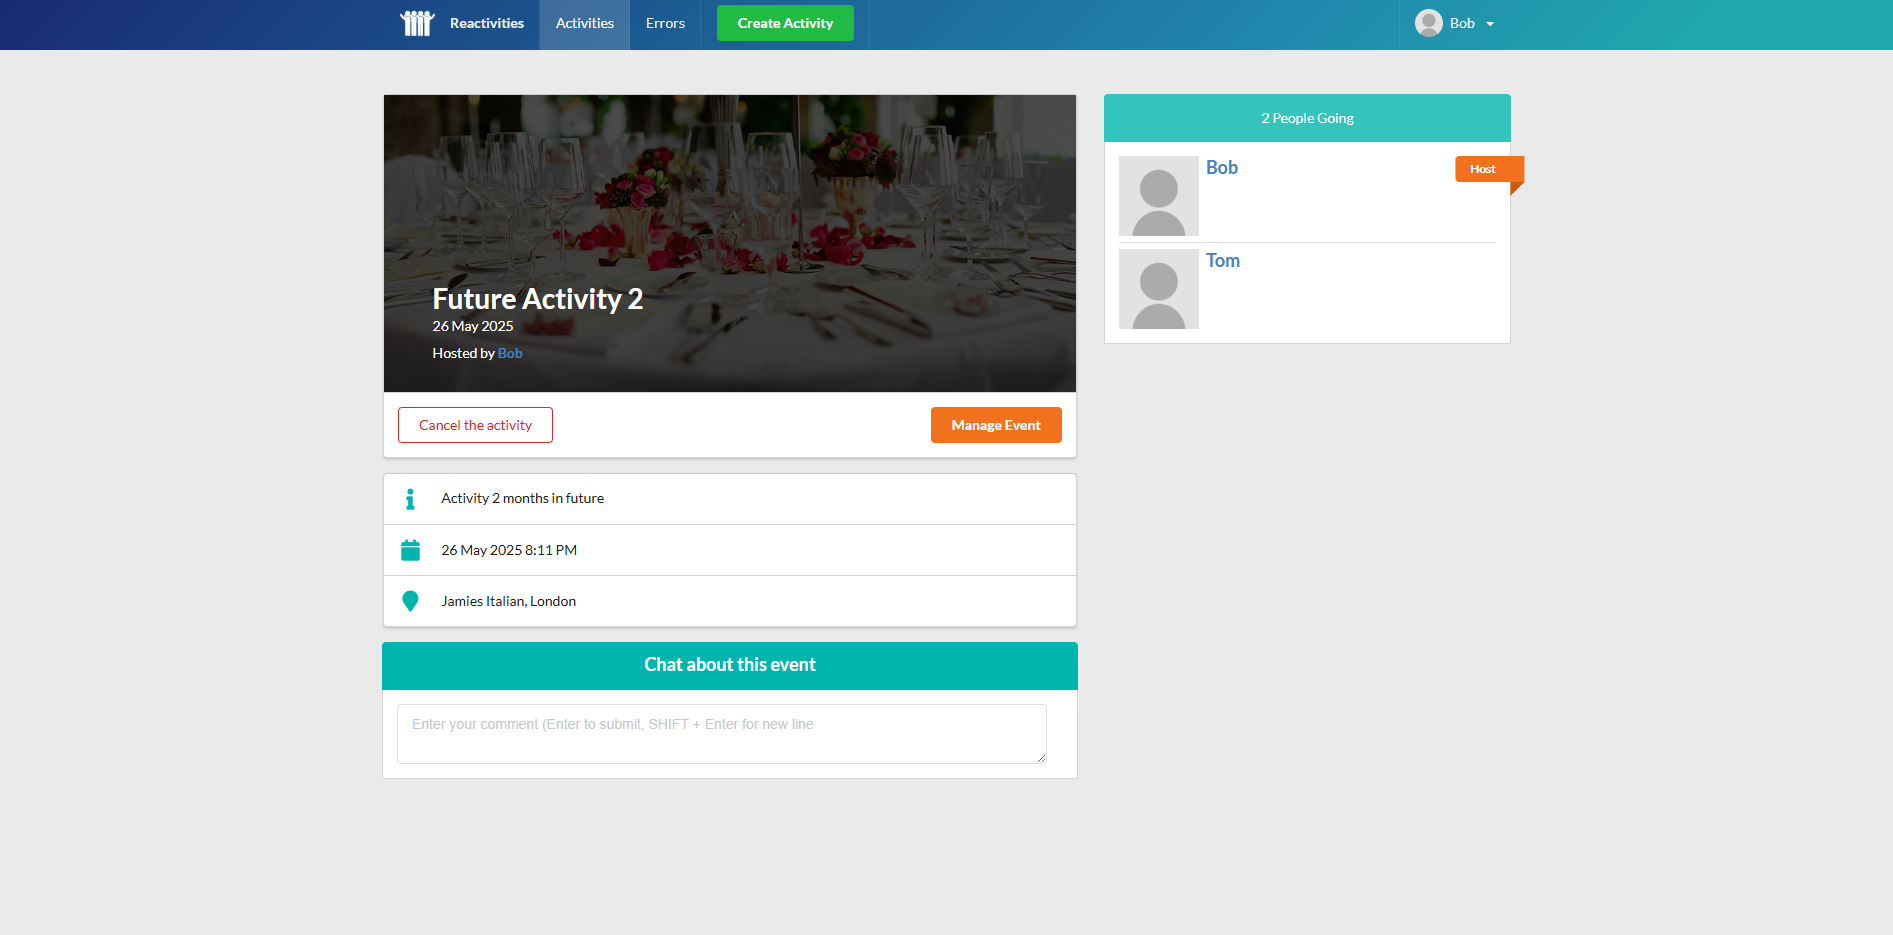 Reactivities
Activities
Errors
Create Activity
Bob
Future Activity 2
26 May 2025
Hosted by Bob
Cancel the activity
Manage Event
Activity 2 months in future
26 May 2025 8:11 PM
Jamies Italian, London
Chat about this event
Enter your comment (Enter to submit, SHIFT + Enter for new line
2 People Going
Bob
Host
Tom